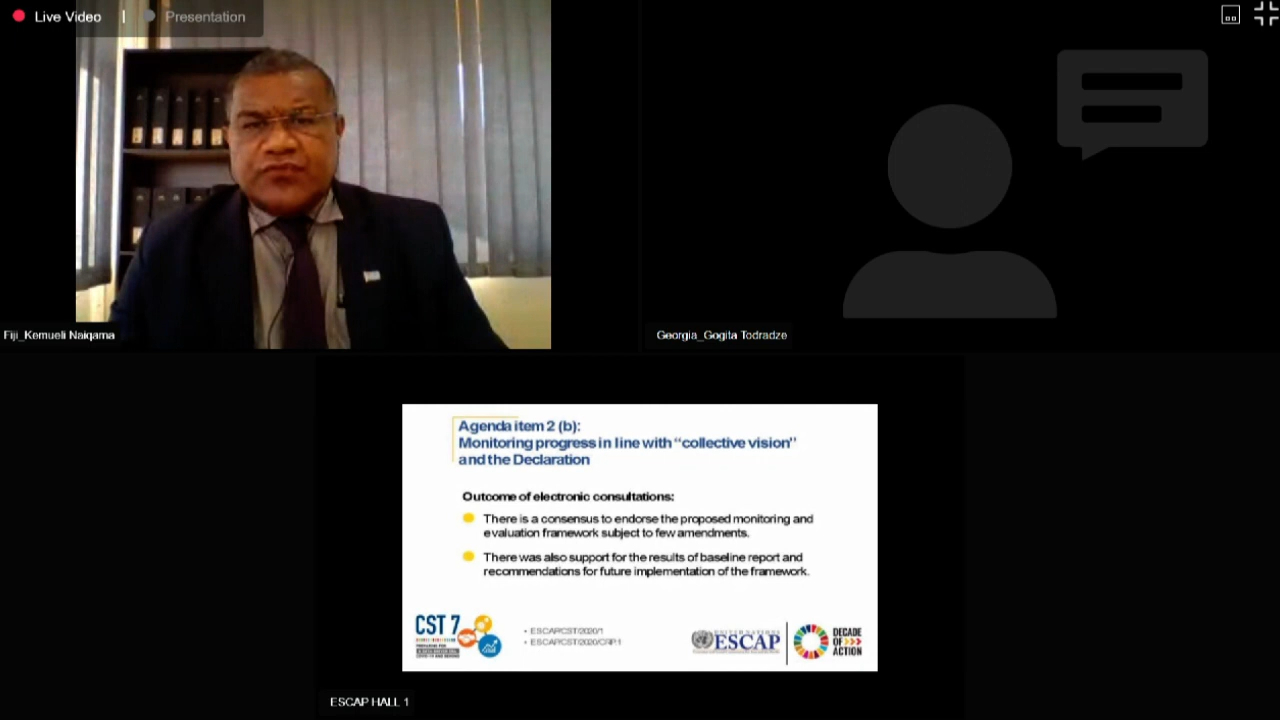 Live Video | Presentation
Fiji_Kemueli Naiqama
Georgia_Gogita Todradze
Agenda item 2 (b):
Monitoring progress in line with “collective vision”
and the Declaration
Outcome of electronic consultations:
There is a consensus to endorse the proposed monitoring and
evaluation framework subject to few amendments.
There was also support for the results of baseline report and
recommendations for future implementation of the framework.
CST 7
• ESCAP/CST/2020/1
• ESCAP/CST/2020/CRP.1
UNITED NATIONS
ESCAP
DECADE
OF >>>
ACTION
ESCAP HALL 1